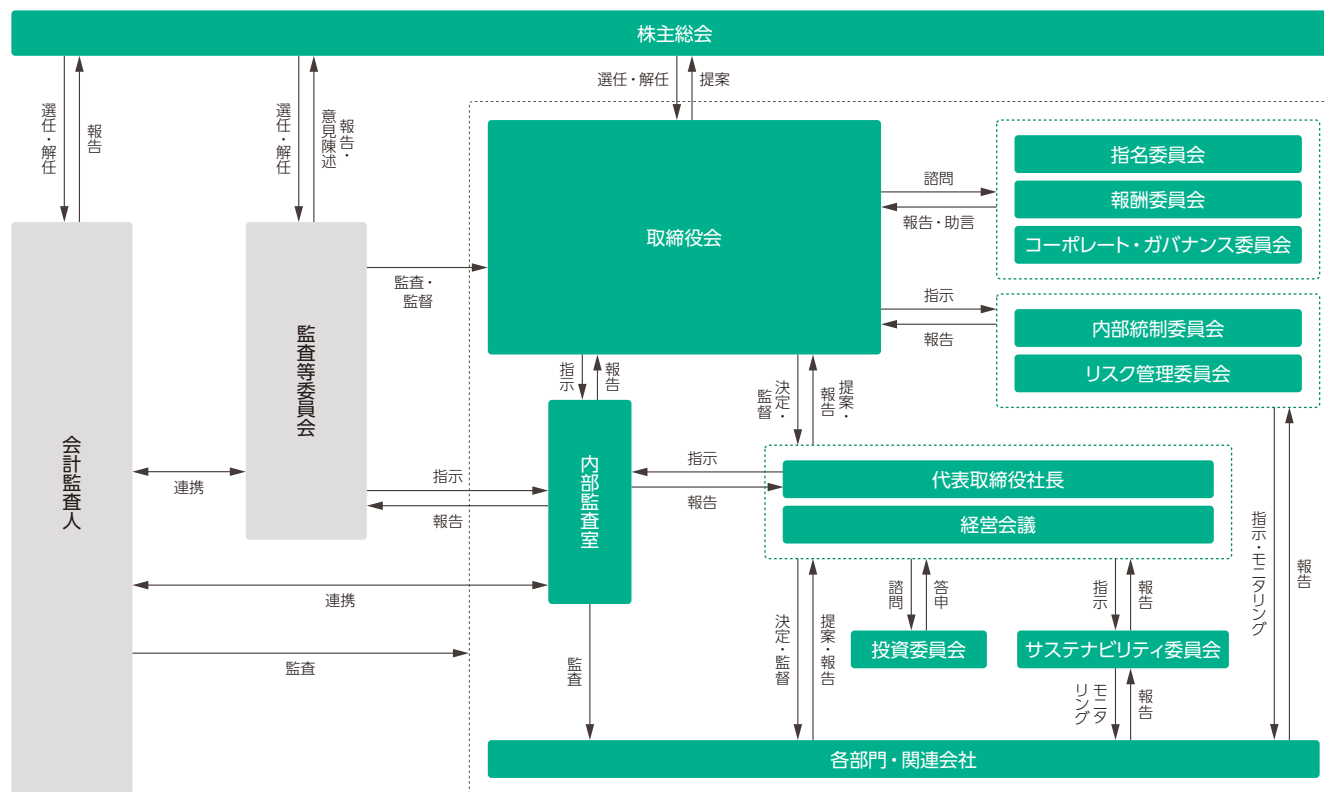 株主総会
選任・解任
報告
選任・解任
報告・
意見陳述
選任・解任
提案
取締役会
諮問
報告・助言
指名委員会
報酬委員会
コーポレート・ガバナンス委員会
監査・
監督
指示
報告
内部統制委員会
リスク管理委員会
会計監査人
監査等委員会
指示
報告
決定・
監督
提案・
報告
連携
指示
報告
内部監査室
指示
報告
代表取締役社長
経営会議
指示・モニタリング
報告
連携
監査
監査
決定・監督
提案・報告
諮問
答申
投資委員会
指示
報告
サステナビリティ委員会
モニタ
リング
報告
各部門・関連会社